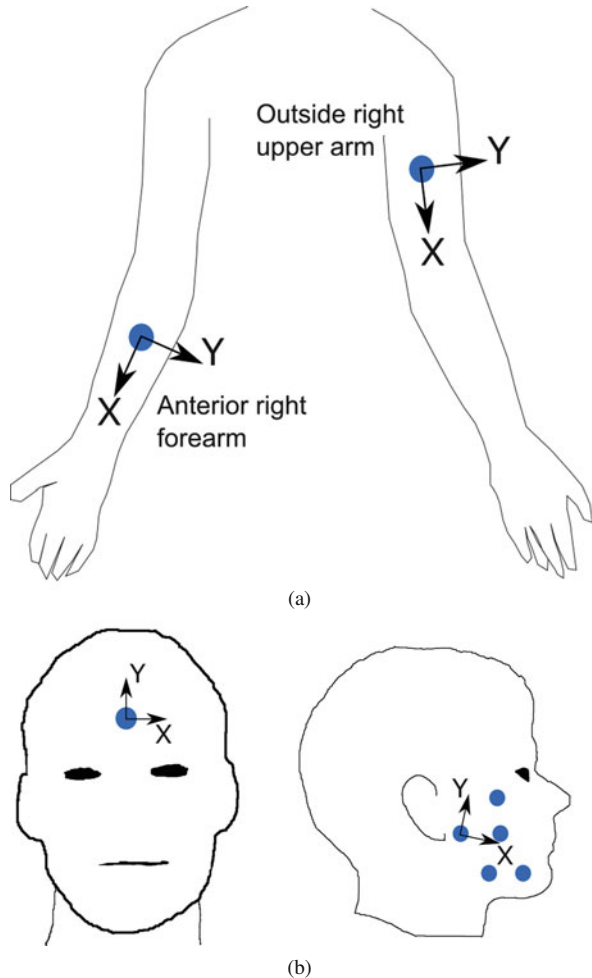 Outside right
upper arm
Y
X
Y
X
Anterior right
forearm
(a)
Y
X
Y
X
(b)